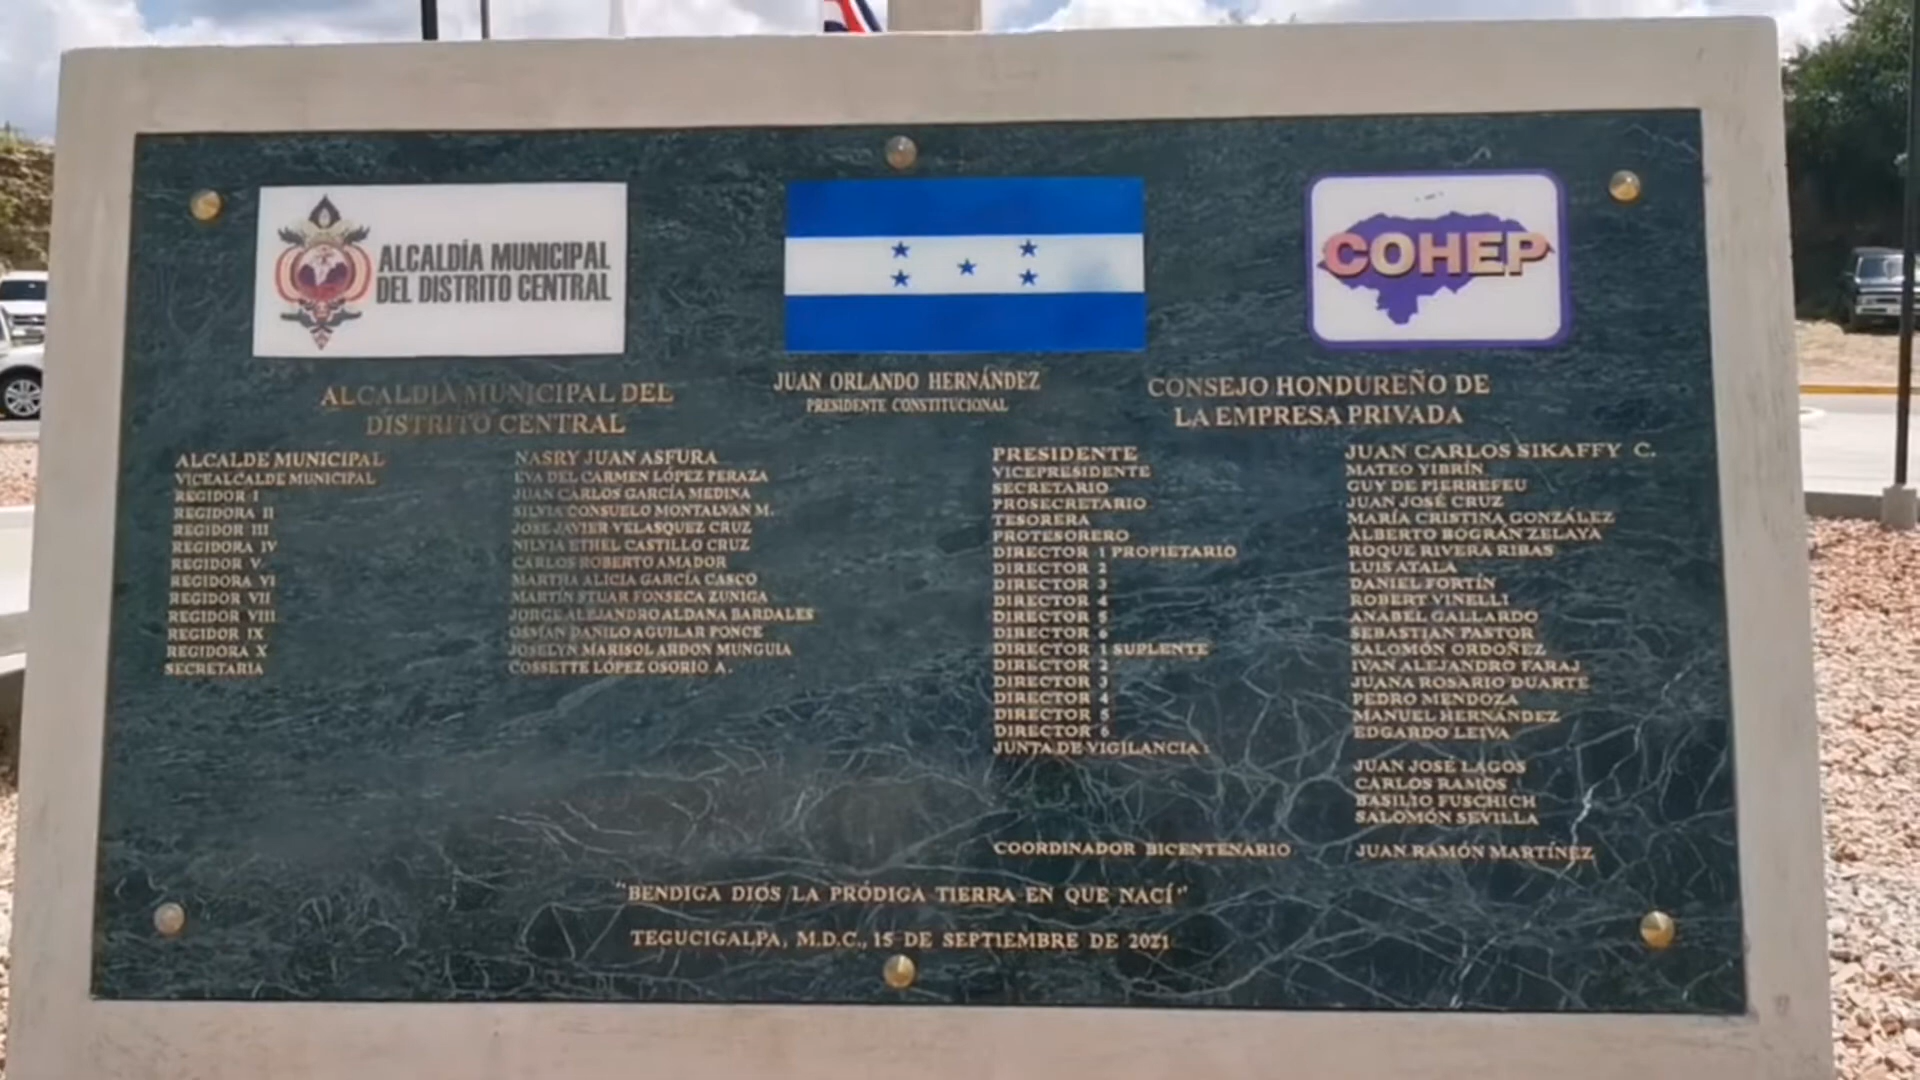 ALCALDÍA MUNICIPAL
DEL DISTRITO CENTRAL
COHEP
ALCALDÍA MUNICIPAL DEL
DISTRITO CENTRAL
JUAN ORLANDO HERNÁNDEZ
PRESIDENTE CONSTITUCIONAL
CONSEJO HONDUREÑO DE
LA EMPRESA PRIVADA
ALCALDE MUNICIPAL NASRY JUAN ASFURA
VICEALCALDE MUNICIPAL EVA DEL CARMEN LÓPEZ PERAZA
REGIDOR I JUAN CARLOS GARCÍA MEDINA
REGIDORA II SILVIA CONSUELO MONTALVAN M.
REGIDOR III JOSE JAVIER VELASQUEZ CRUZ
REGIDORA IV NILVIA ETHEL CASTILLO CRUZ
REGIDOR V CARLOS ROBERTO AMADOR
REGIDORA VI MARTHA ALICIA GARCÍA CASCO
REGIDOR VII MARTÍN STUAR FONSECA ZUNIGA
REGIDOR VIII JORGE ALEJANDRO ALDANA BARDALES
REGIDOR IX OSMAN DANILO AGUILAR PONCE
REGIDORA X JOSELYN MARISOL ARDON MUNGUIA
SECRETARIA COSSETTE LÓPEZ OSORIO A.
PRESIDENTE JUAN CARLOS SIKAFFY C.
VICEPRESIDENTE MATEO YIBRÍN
SECRETARIO GUY DE PIERREFEU
PROSECRETARIO JUAN JOSÉ CRUZ
TESORERA MARÍA CRISTINA GONZÁLEZ
PROTESORERO ALBERTO BOGRÁN ZELAYA
DIRECTOR 1 PROPIETARIO ROQUE RIVERA RIBAS
DIRECTOR 2 LUIS ATALA
DIRECTOR 3 DANIEL FORTÍN
DIRECTOR 4 ROBERT VINELLI
DIRECTOR 5 ANABEL GALLARDO
DIRECTOR 6 SEBASTIAN PASTOR
DIRECTOR 1 SUPLENTE SALOMÓN ORDOÑEZ
DIRECTOR 2 IVAN ALEJANDRO FARAJ
DIRECTOR 3 JUANA ROSARIO DUARTE
DIRECTOR 4 PEDRO MENDOZA
DIRECTOR 5 MANUEL HERNÁNDEZ
DIRECTOR 6 EDGARDO LEIVA
JUNTA DE VIGILANCIA:
JUAN JOSÉ LAGOS
CARLOS RAMOS
BASILIO FUSCHICH
SALOMÓN SEVILLA
COORDINADOR BICENTENARIO JUAN RAMÓN MARTÍNEZ
"BENDIGA DIOS LA PRÓDIGA TIERRA EN QUE NACÍ"
TEGUCIGALPA, M.D.C., 15 DE SEPTIEMBRE DE 2021